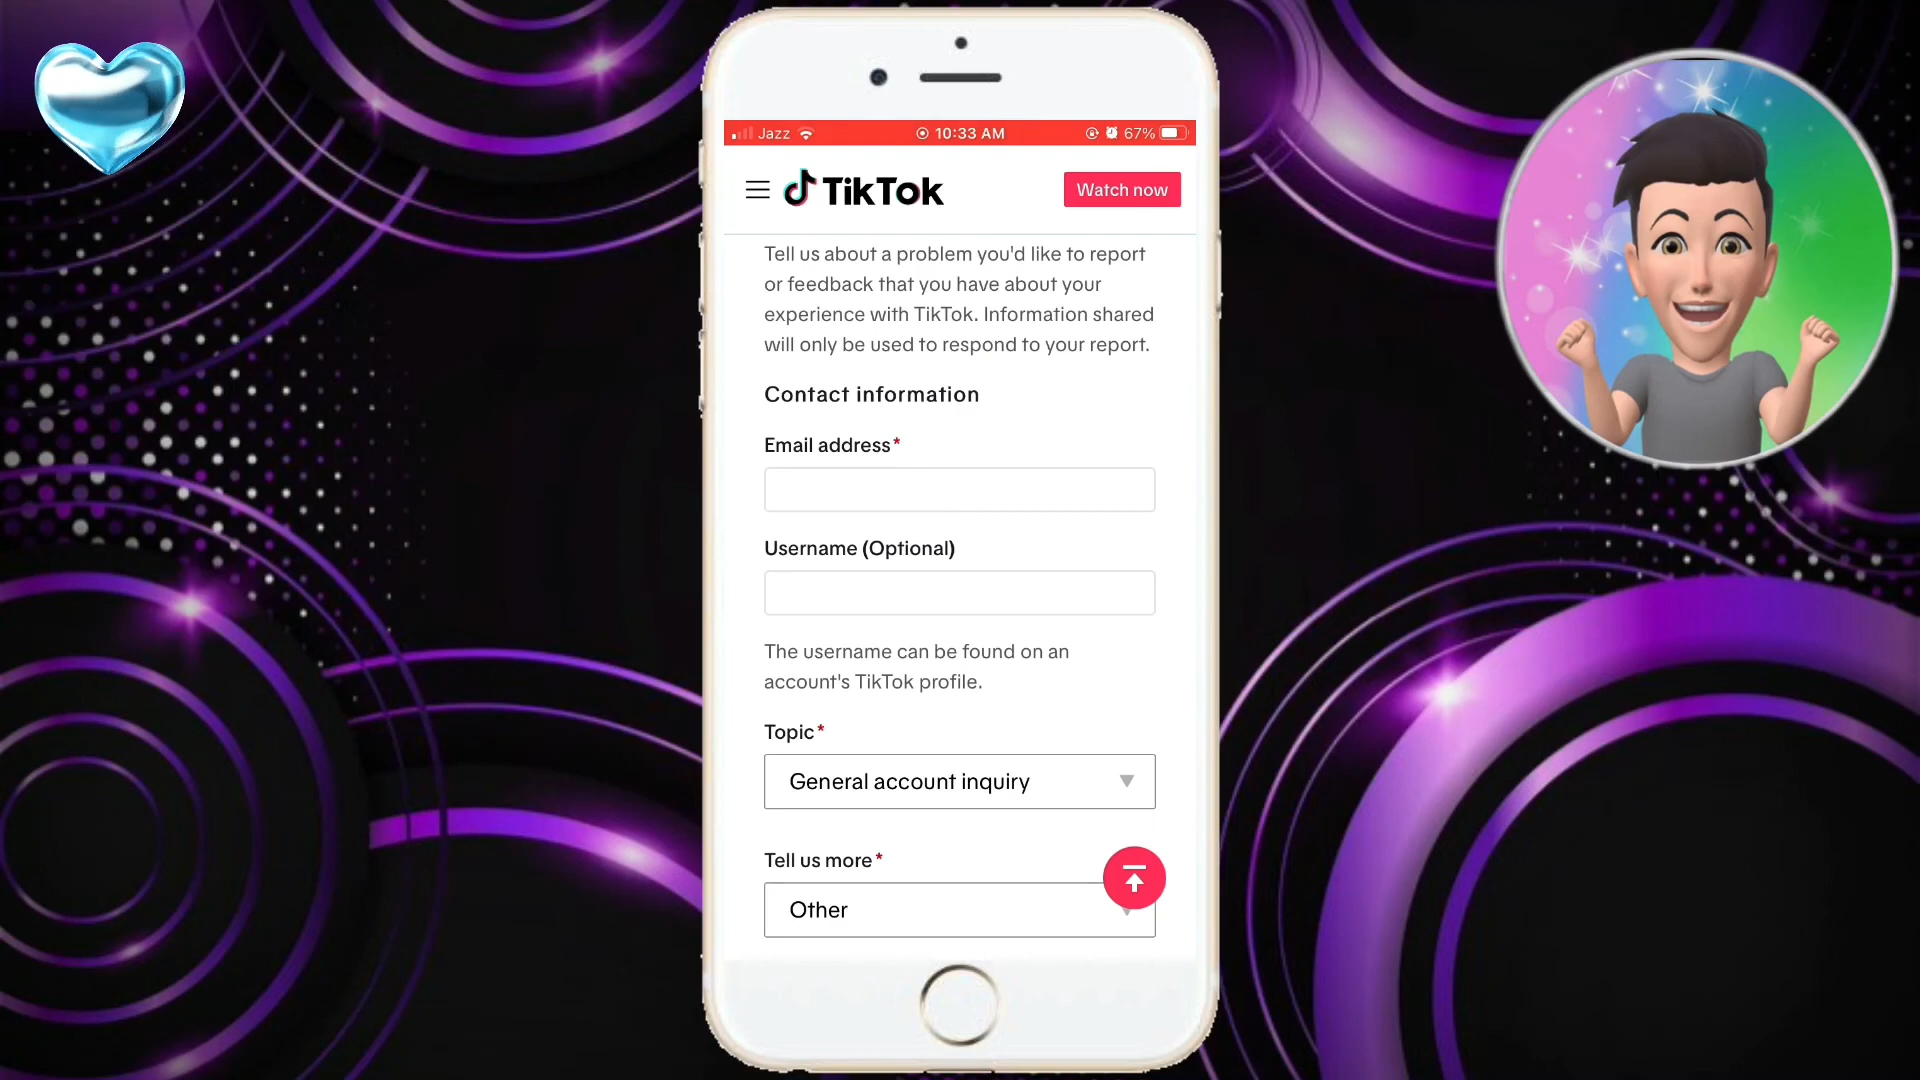 Jazz 10:33 AM 67%
TikTok Watch now
Tell us about a problem you'd like to report
or feedback that you have about your
experience with TikTok. Information shared
will only be used to respond to your report.
Contact information
Email address*
Username (Optional)
The username can be found on an
account's TikTok profile.
Topic*
General account inquiry
Tell us more*
Other